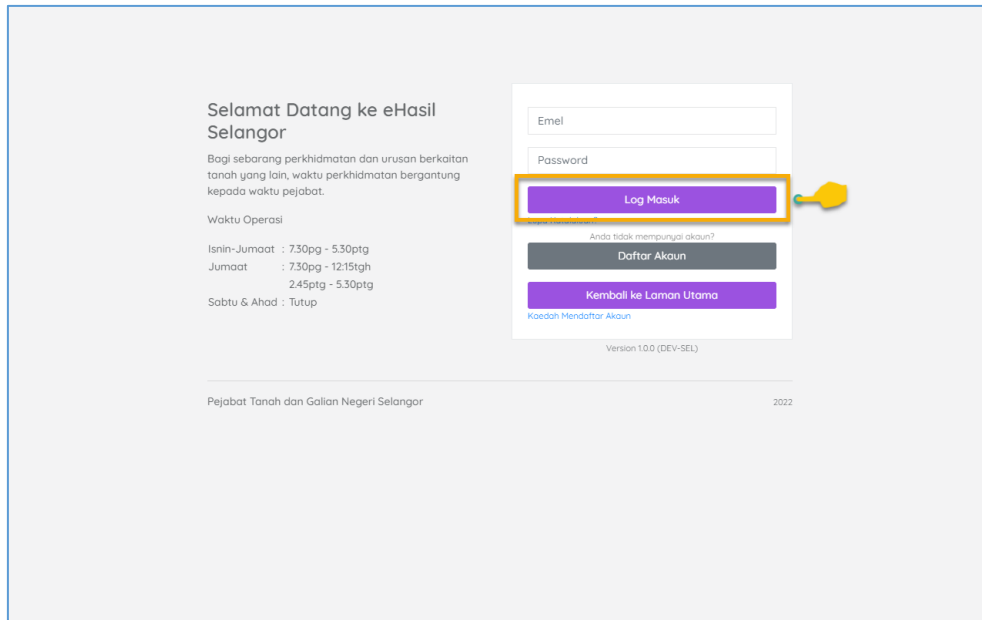 Selamat Datang ke eHasil
Selangor
Bagi sebarang perkhidmatan dan urusan berkaitan
tanah yang lain, waktu perkhidmatan bergantung
kepada waktu pejabat.
Waktu Operasi
Isnin-Jumaat : 7.30pg - 5.30ptg
Jumaat : 7.30pg - 12:15tgh
2.45ptg - 5.30ptg
Sabtu & Ahad : Tutup
Emel
Password
Log Masuk
Anda tidak mempunyai akaun?
Daftar Akaun
Kembali ke Laman Utama
Kaedah Mendaftar Akaun
Version 1.0.0 (DEV-SEL)
Pejabat Tanah dan Galian Negeri Selangor
2022